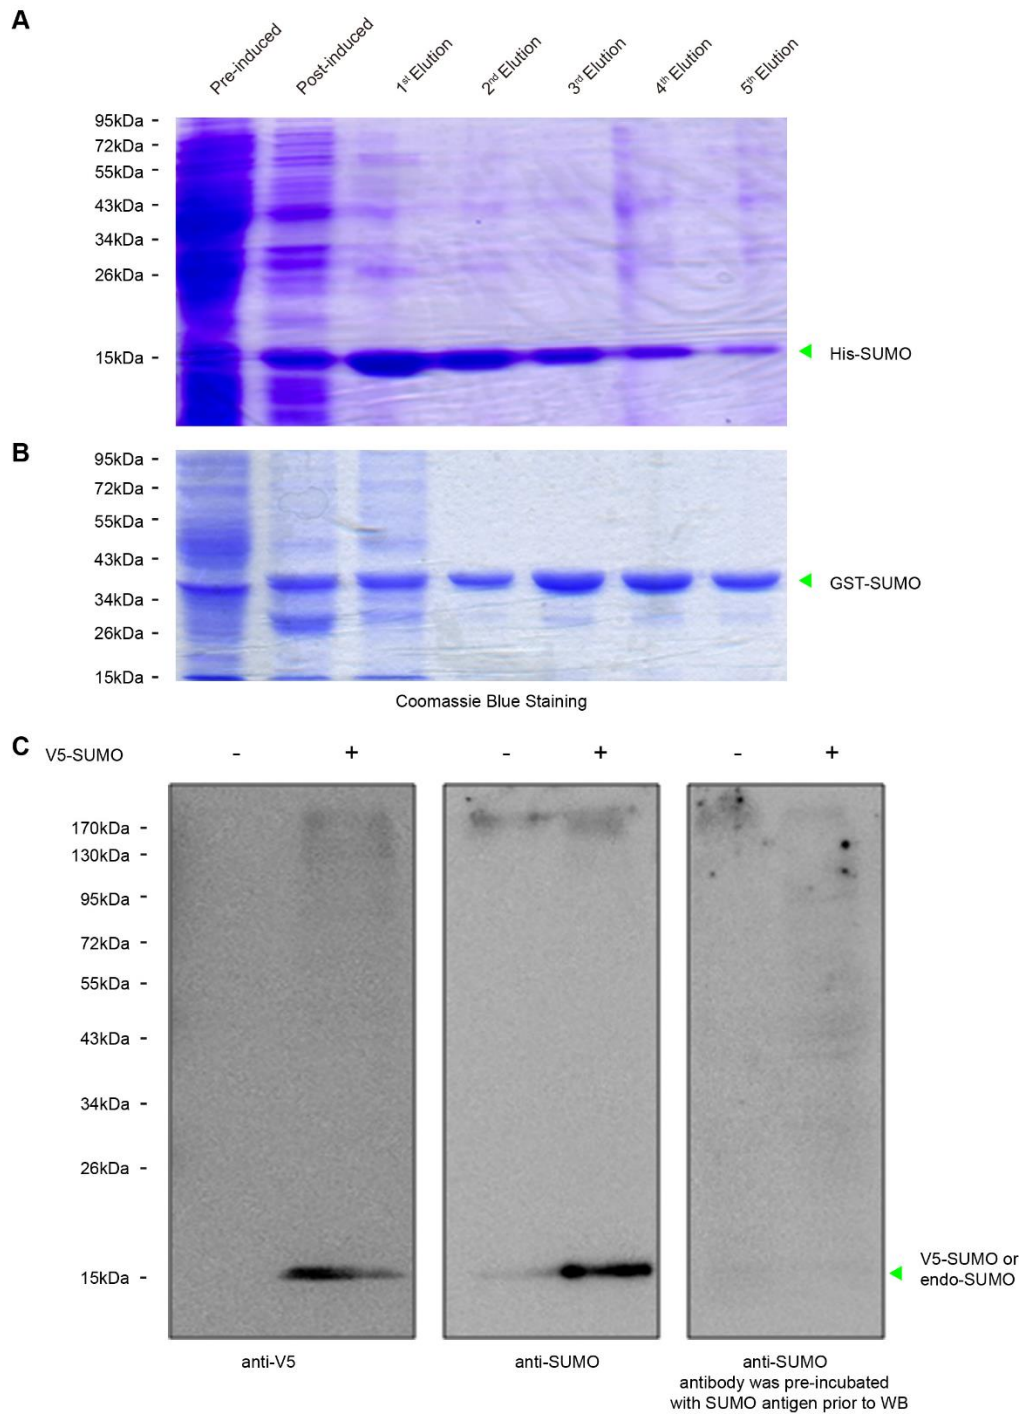 A
Pre-induced
Post-induced
1st Elution
2nd Elution
3rd Elution
4th Elution
5th Elution
95kDa -
72kDa -
55kDa -
43kDa -
34kDa -
26kDa -
15kDa -
His-SUMO
B
95kDa -
72kDa -
55kDa -
43kDa -
34kDa -
26kDa -
15kDa -
GST-SUMO
Coomassie Blue Staining
C
V5-SUMO - + - + - +
170kDa -
130kDa -
95kDa -
72kDa -
55kDa -
43kDa -
34kDa -
26kDa -
15kDa -
V5-SUMO or
endo-SUMO
anti-V5
anti-SUMO
anti-SUMO
antibody was pre-incubated
with SUMO antigen prior to WB